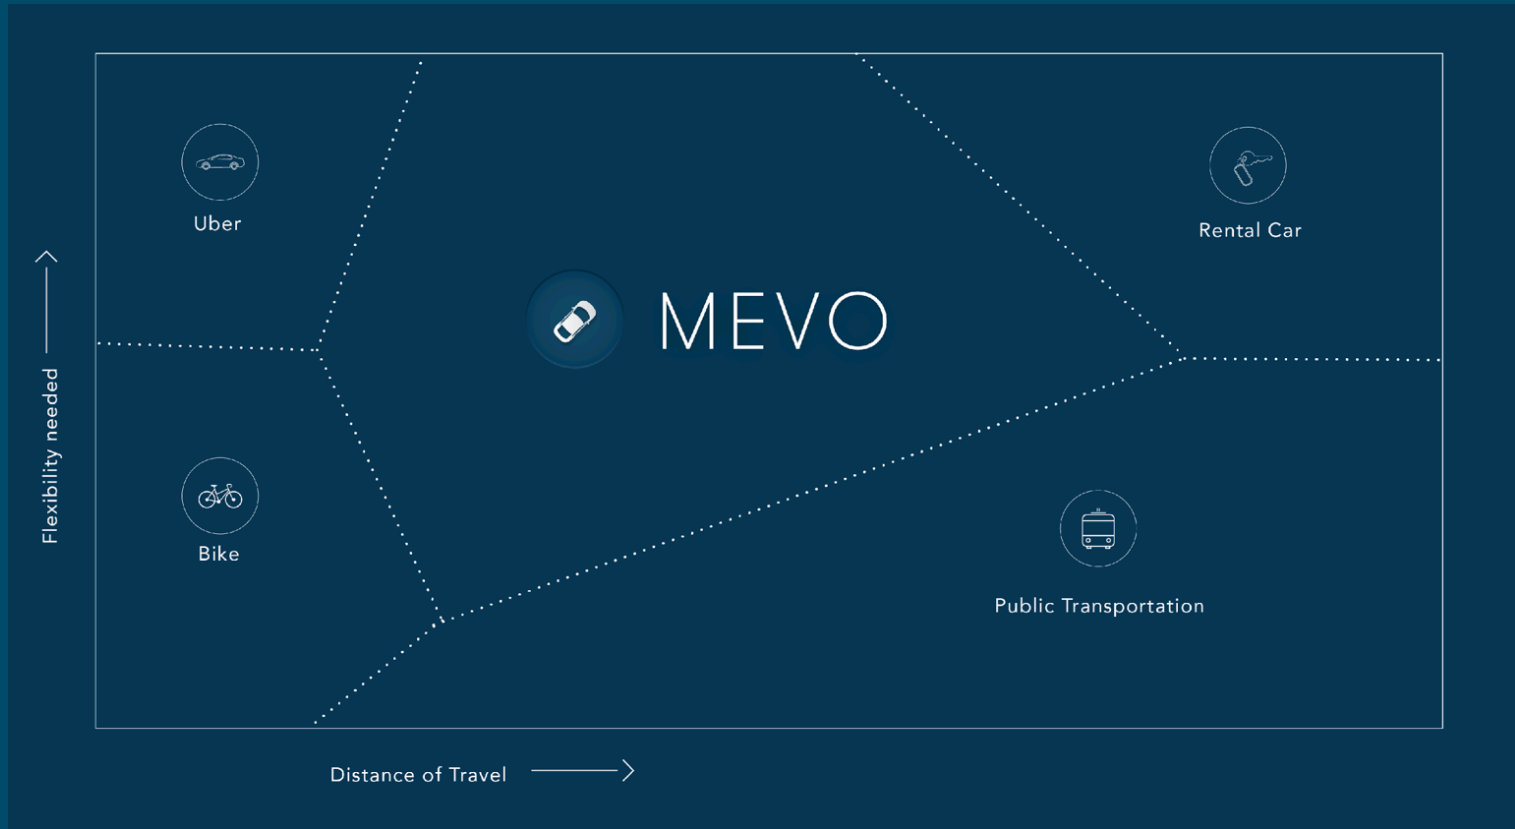 Uber
Rental Car
MEVO
Flexibility needed
Bike
Public Transportation
Distance of Travel